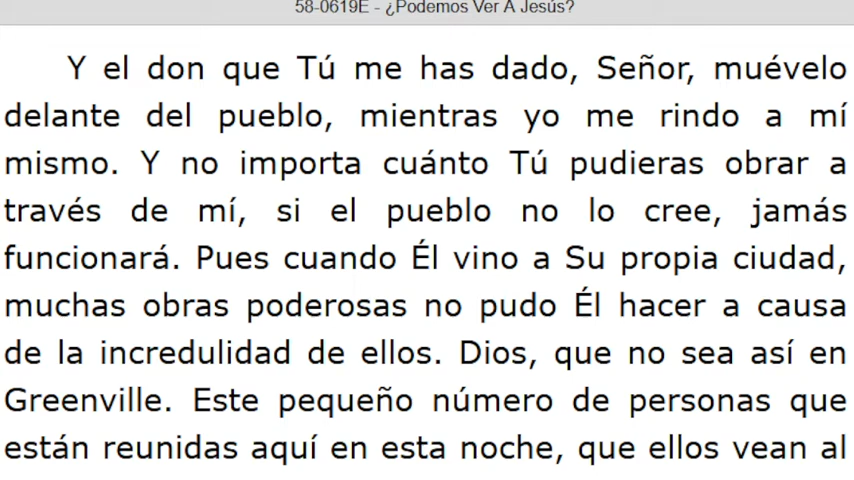 58-0619E - ¿Podemos Ver A Jesús?
Y el don que Tú me has dado, Señor, muévelo
delante del pueblo, mientras yo me rindo a mí
mismo. Y no importa cuánto Tú pudieras obrar a
través de mí, si el pueblo no lo cree, jamás
funcionará. Pues cuando Él vino a Su propia ciudad,
muchas obras poderosas no pudo Él hacer a causa
de la incredulidad de ellos. Dios, que no sea así en
Greenville. Este pequeño número de personas que
están reunidas aquí en esta noche, que ellos vean al